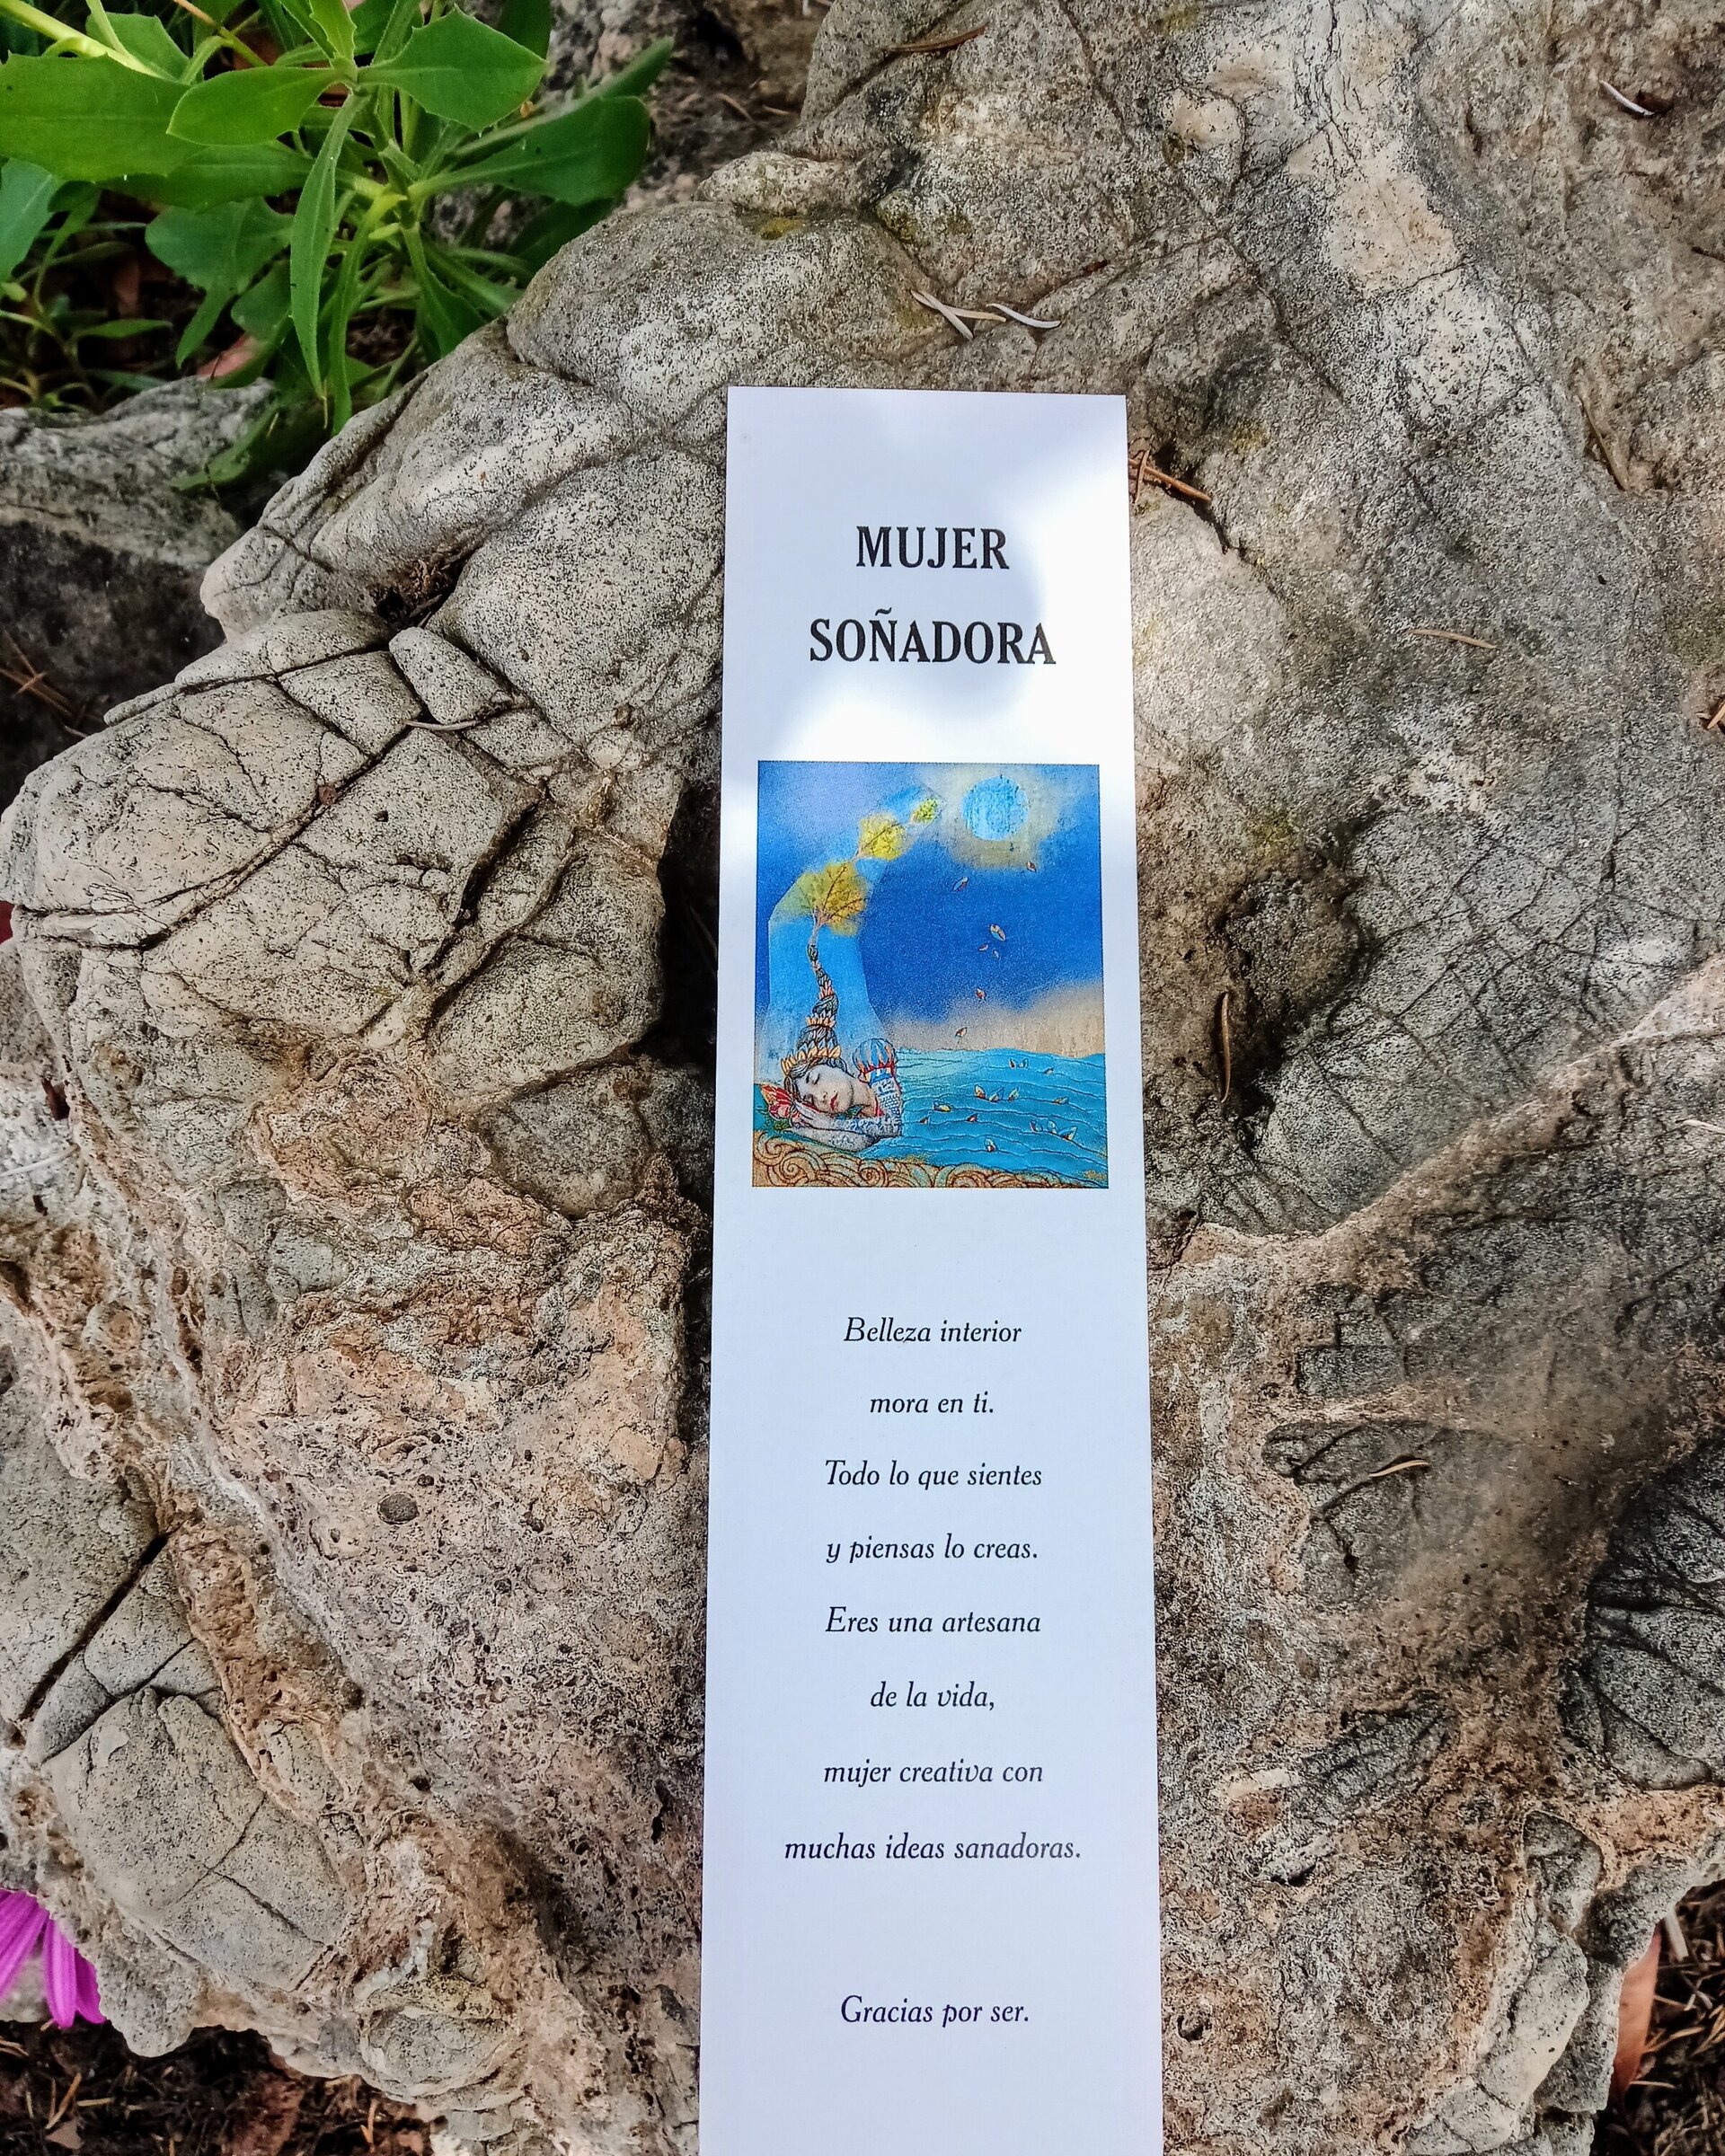 MUJER
SOÑADORA
Belleza interior
mora en ti.
Todo lo que sientes
y piensas lo creas.
Eres una artesana
de la vida,
mujer creativa con
muchas ideas sanadoras.
Gracias por ser.